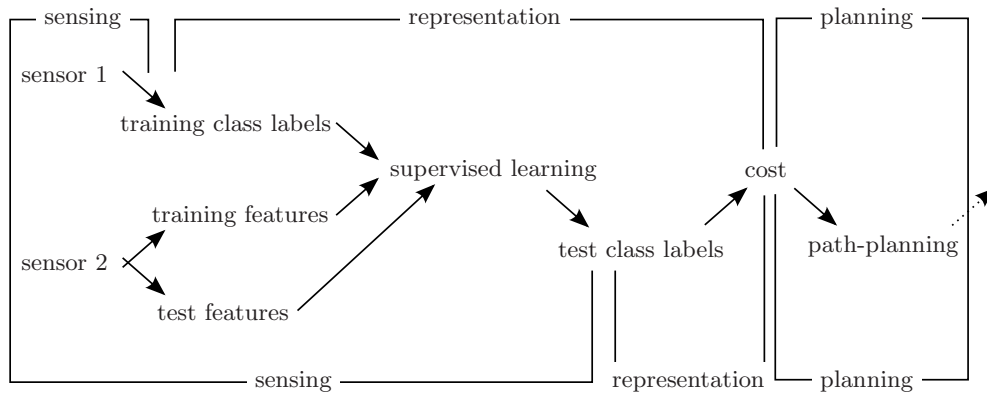 sensing
representation
planning
sensor 1
training class labels
supervised learning
cost
training features
test class labels
path-planning
sensor 2
test features
sensing
representation
planning